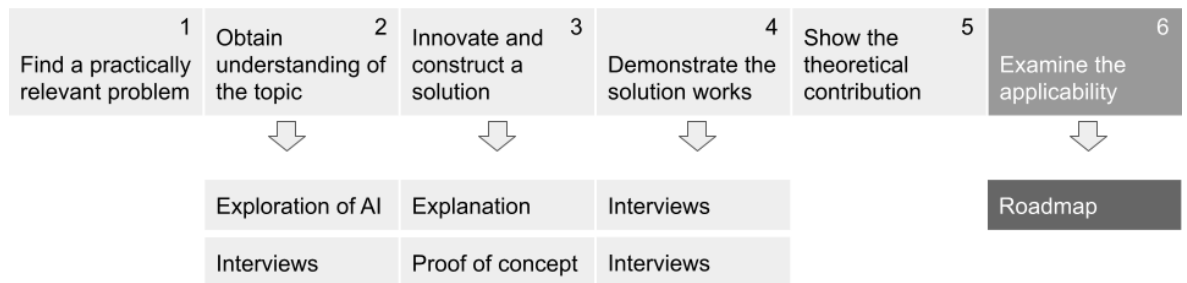 1
Find a practically
relevant problem
2
Obtain
understanding of
the topic
3
Innovate and
construct a
solution
4
Demonstrate the
solution works
5
Show the
theoretical
contribution
6
Examine the
applicability
Exploration of AI
Explanation
Interviews
Roadmap
Interviews
Proof of concept
Interviews